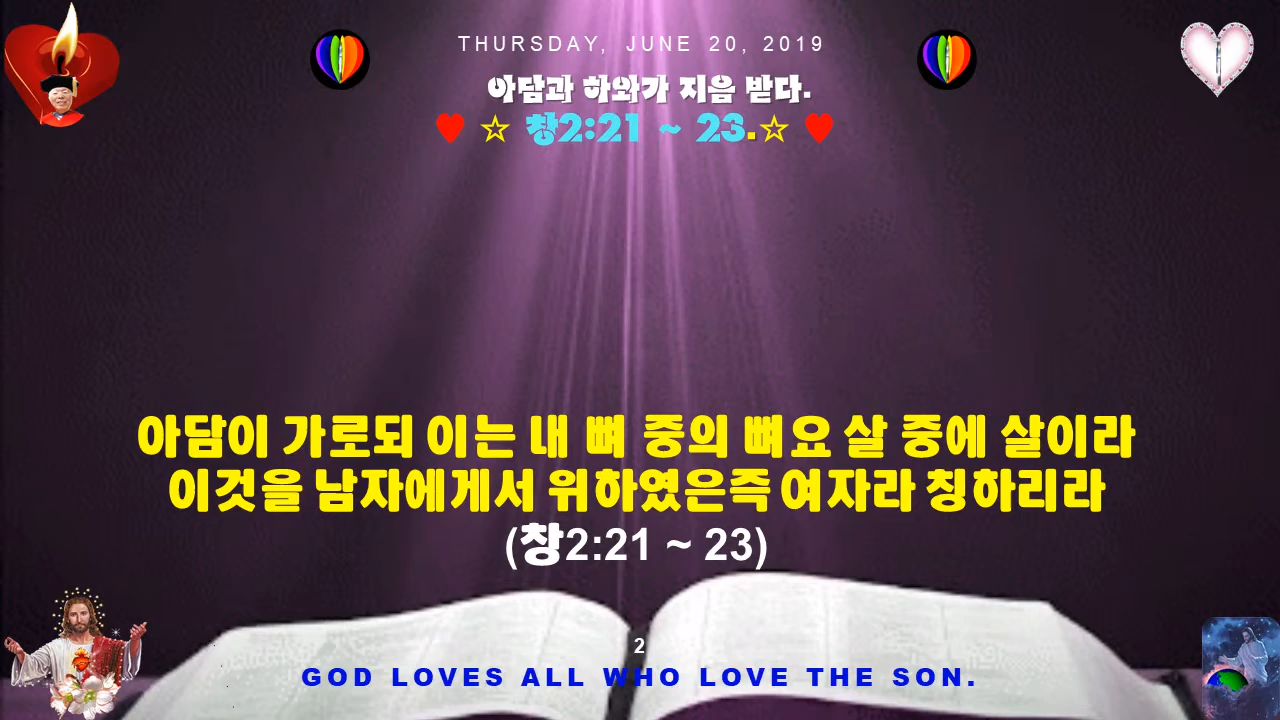 THURSDAY, JUNE 20, 2019
아담과 하와가 지음 받다.
♥ ☆ 창2:21 ~ 23.☆ ♥
아담이 가로되 이는 내 뼈 중의 뼈요 살 중에 살이라
이것을 남자에게서 위하였은즉 여자라 칭하리라
(창2:21 ~ 23)
2
GOD LOVES ALL WHO LOVE THE SON.